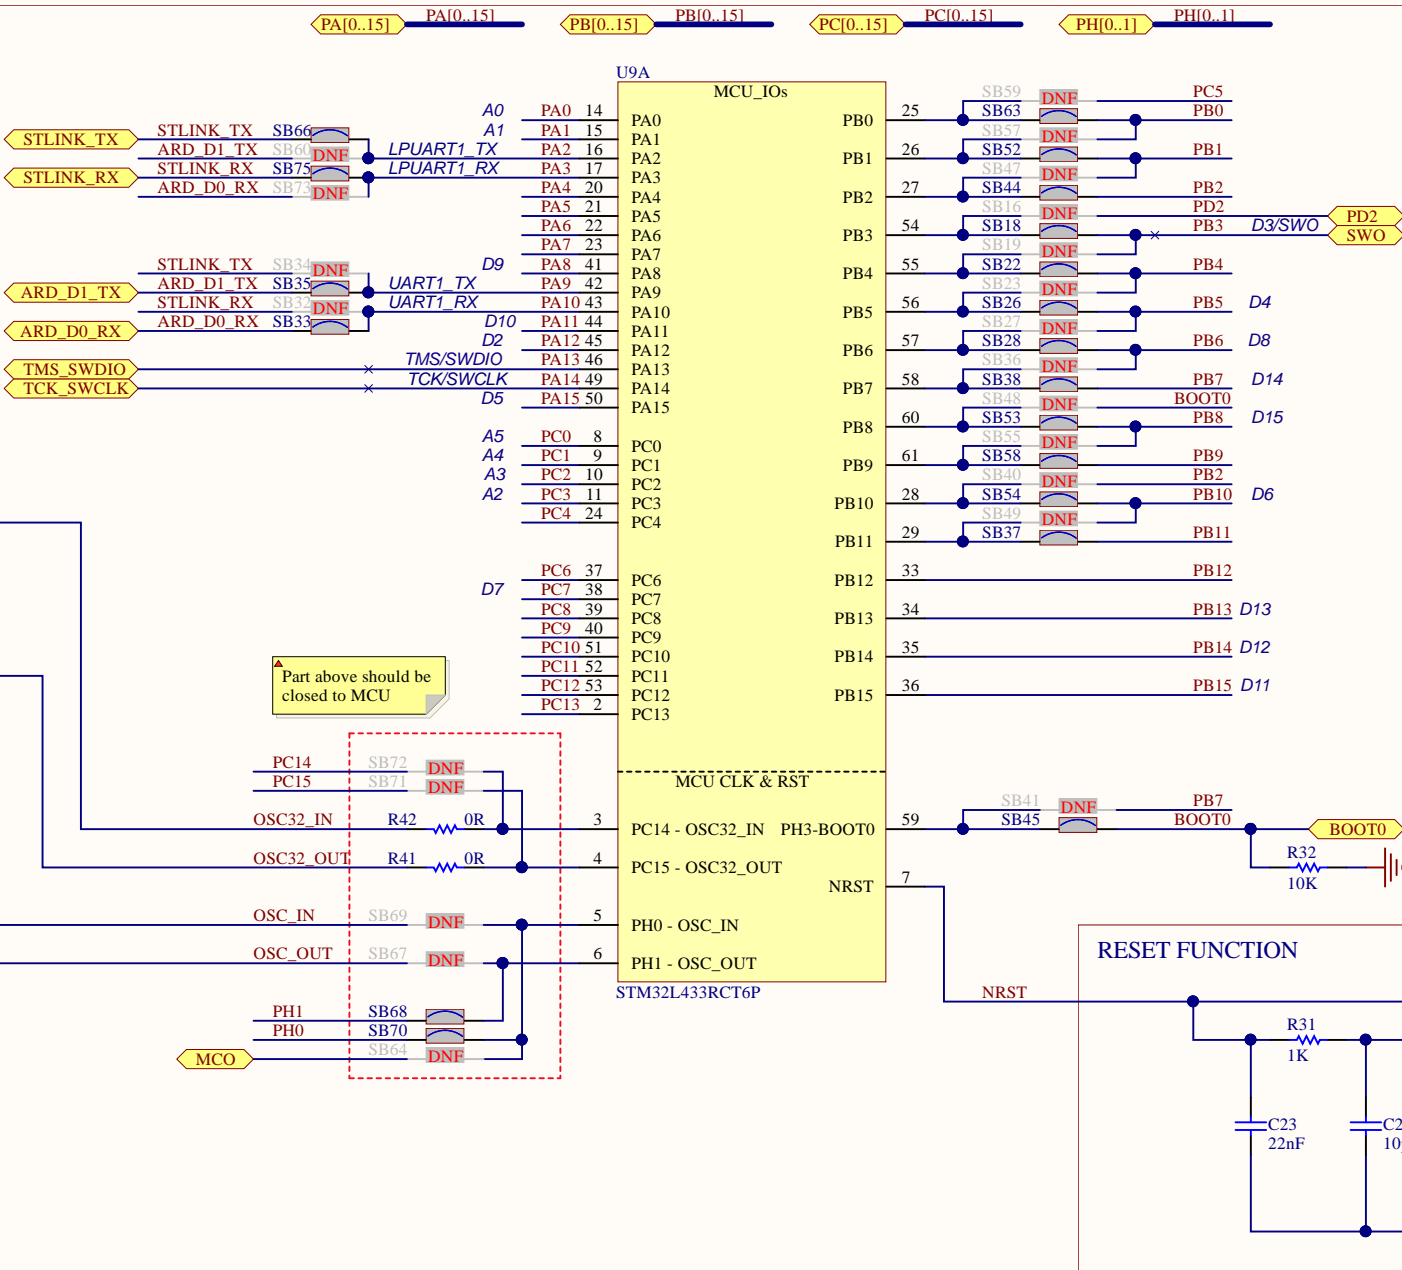 PA[0..15] PA[0..15] PB[0..15] PB[0..15] PC[0..15] PC[0..15] PH[0..1] PH[0..1]
U9A
MCU_IOs
STLINK_TX STLINK_TX SB66
ARD_D1_TX SB60 DNF LPUART1_TX
STLINK_RX STLINK_RX SB75 LPUART1_RX
ARD_D0_RX SB73 DNF
STLINK_TX SB34 DNF
ARD_D1_TX ARD_D1_TX SB35 UART1_TX
STLINK_RX SB32 DNF UART1_RX
ARD_D0_RX ARD_D0_RX SB33
TMS_SWDIO TMS/SWDIO
TCK_SWCLK TCK/SWCLK
A0 PA0 14 PA0
A1 PA1 15 PA1
PA2 16 PA2
PA3 17 PA3
PA4 20 PA4
PA5 21 PA5
PA6 22 PA6
PA7 23 PA7
D9 PA8 41 PA8
PA9 42 PA9
PA10 43 PA10
D10 PA11 44 PA11
D2 PA12 45 PA12
PA13 46 PA13
PA14 49 PA14
D5 PA15 50 PA15
A5 PC0 8 PC0
A4 PC1 9 PC1
A3 PC2 10 PC2
A2 PC3 11 PC3
PC4 24 PC4
PC6 37 PC6
D7 PC7 38 PC7
PC8 39 PC8
PC9 40 PC9
PC10 51 PC10
PC11 52 PC11
PC12 53 PC12
PC13 2 PC13
SB59 DNF PC5
PB0 25 SB63 PB0
SB57 DNF
PB1 26 SB52 PB1
SB47 DNF
PB2 27 SB44 PB2
SB16 DNF PD2 PD2
PB3 54 SB18 PB3 D3/SWO SWO
SB19 DNF
PB4 55 SB22 PB4
SB23 DNF
PB5 56 SB26 PB5 D4
SB27 DNF
PB6 57 SB28 PB6 D8
SB36 DNF
PB7 58 SB38 PB7 D14
SB48 DNF BOOT0
PB8 60 SB53 PB8 D15
SB55 DNF
PB9 61 SB58 PB9
SB40 DNF PB2
PB10 28 SB54 PB10 D6
SB49 DNF
PB11 29 SB37 PB11
PB12 33 PB12
PB13 34 PB13 D13
PB14 35 PB14 D12
PB15 36 PB15 D11
Part above should be
closed to MCU
MCU CLK & RST
PC14 SB72 DNF
PC15 SB71 DNF
OSC32_IN R42 0R 3 PC14 - OSC32_IN
OSC32_OUT R41 0R 4 PC15 - OSC32_OUT
OSC_IN SB69 DNF 5 PH0 - OSC_IN
OSC_OUT SB67 DNF 6 PH1 - OSC_OUT
PH1 SB68
PH0 SB70
MCO SB64 DNF
SB41 DNF PB7
PH3-BOOT0 59 SB45 BOOT0 BOOT0
R32
10K
NRST 7
STM32L433RCT6P
NRST
RESET FUNCTION
R31
1K
C23
22nF
C2
10